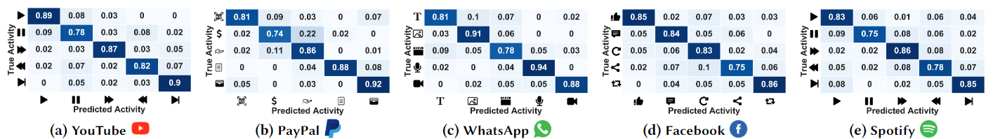 True Activity
0.89 0.08 0.03 0 0
0.09 0.78 0.03 0.08 0.02
0.02 0.03 0.87 0.03 0.05
0.02 0.07 0.02 0.82 0.07
0 0.05 0.02 0.03 0.9
Predicted Activity
(a) YouTube
True Activity
0.81 0.09 0.03 0 0.07
$ 0.02 0.74 0.22 0.02 0
0.02 0.11 0.86 0 0.01
0 0 0.04 0.88 0.08
0.05 0 0.03 0 0.92
$
Predicted Activity
(b) PayPal
True Activity
T 0.81 0.1 0.07 0 0.02
0.03 0.91 0.06 0 0
0.09 0.05 0.78 0.05 0.03
0.02 0 0.04 0.94 0
0 0.02 0.05 0.05 0.88
T
Predicted Activity
(c) WhatsApp
True Activity
0.85 0.02 0.07 0.03 0.03
0.05 0.84 0.05 0.06 0
0.05 0.06 0.83 0.02 0.04
0.02 0.07 0.1 0.75 0.06
0 0.04 0.05 0.05 0.86
Predicted Activity
(d) Facebook
True Activity
0.83 0.06 0.01 0.06 0.04
0.09 0.75 0.08 0.06 0.02
0.02 0.02 0.86 0.08 0.02
0.05 0.02 0.08 0.78 0.07
0.08 0 0.02 0.05 0.85
Predicted Activity
(e) Spotify